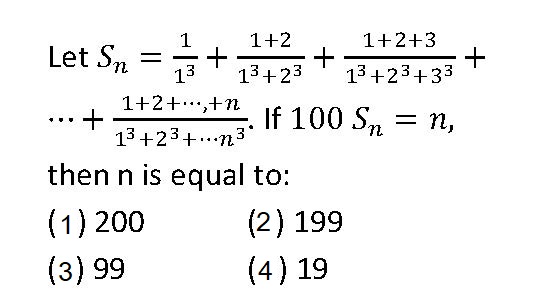 Let Sₙ = 1/1³ + (1+2)/(1³+2³) + (1+2+3)/(1³+2³+3³) +
⋯ + (1+2+⋯,+n)/(1³+2³+⋯n³). If 100 Sₙ = n,
then n is equal to:
(1) 200 (2) 199
(3) 99 (4) 19